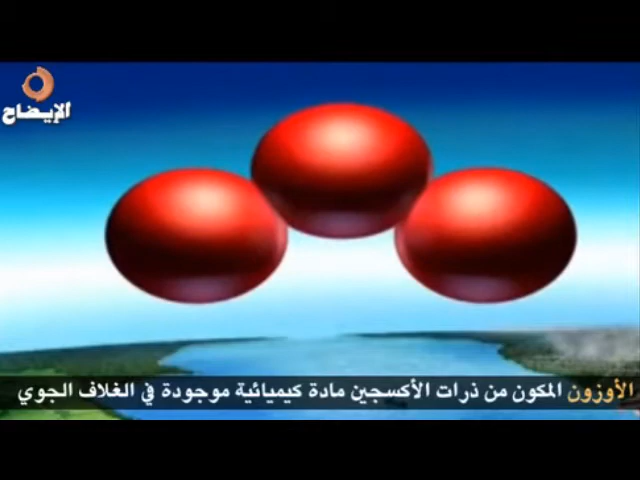 الإيضاح
الأوزون المكون من ذرات الأكسجين مادة كيميائية موجودة في الغلاف الجوي